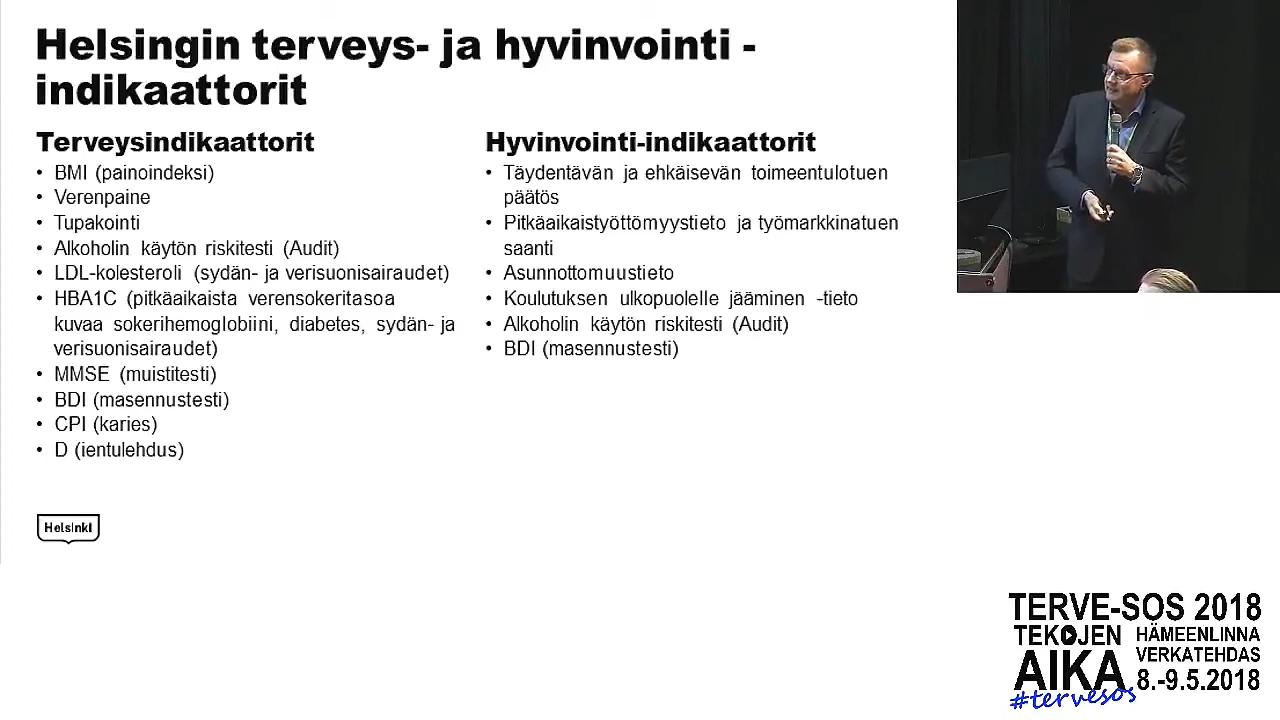 Helsingin terveys- ja hyvinvointi -
indikaattorit
Terveysindikaattorit
• BMI (painoindeksi)
• Verenpaine
• Tupakointi
• Alkoholin käytön riskitesti (Audit)
• LDL-kolesteroli (sydän- ja verisuonisairaudet)
• HBA1C (pitkäaikaista verensokeritasoa
kuvaa sokerihemoglobiini, diabetes, sydän- ja
verisuonisairaudet)
• MMSE (muistitesti)
• BDI (masennustesti)
• CPI (karies)
• D (ientulehdus)
Hyvinvointi-indikaattorit
• Täydentävän ja ehkäisevän toimeentulotuen
päätös
• Pitkäaikaistyöttömyystieto ja työmarkkinatuen
saanti
• Asunnottomuustieto
• Koulutuksen ulkopuolelle jääminen -tieto
• Alkoholin käytön riskitesti (Audit)
• BDI (masennustesti)
Helsinki
TERVE-SOS 2018
TEKOJEN
AIKA
HÄMEENLINNA
VERKATEHDAS
8.-9.5.2018
#tervesos